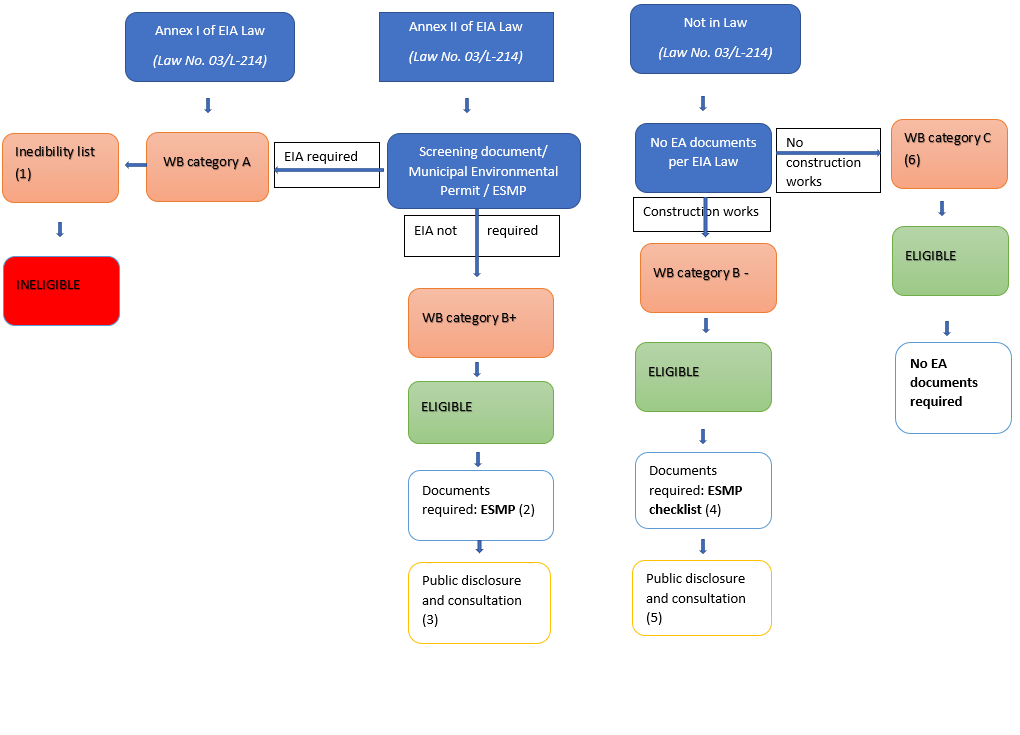 Annex I of EIA Law
(Law No. 03/L-214)
Annex II of EIA Law
(Law No. 03/L-214)
Not in Law
(Law No. 03/L-214)
Inedibility list
(1)
WB category A
EIA required
Screening document/
Municipal Environmental
Permit / ESMP
No EA documents
per EIA Law
No
construction
works
WB category C
(6)
EIA not required
Construction works
INELIGIBLE
WB category B+
WB category B -
ELIGIBLE
ELIGIBLE
ELIGIBLE
No EA
documents
required
Documents
required: ESMP (2)
Documents
required: ESMP
checklist (4)
Public disclosure
and consultation
(3)
Public disclosure
and consultation
(5)